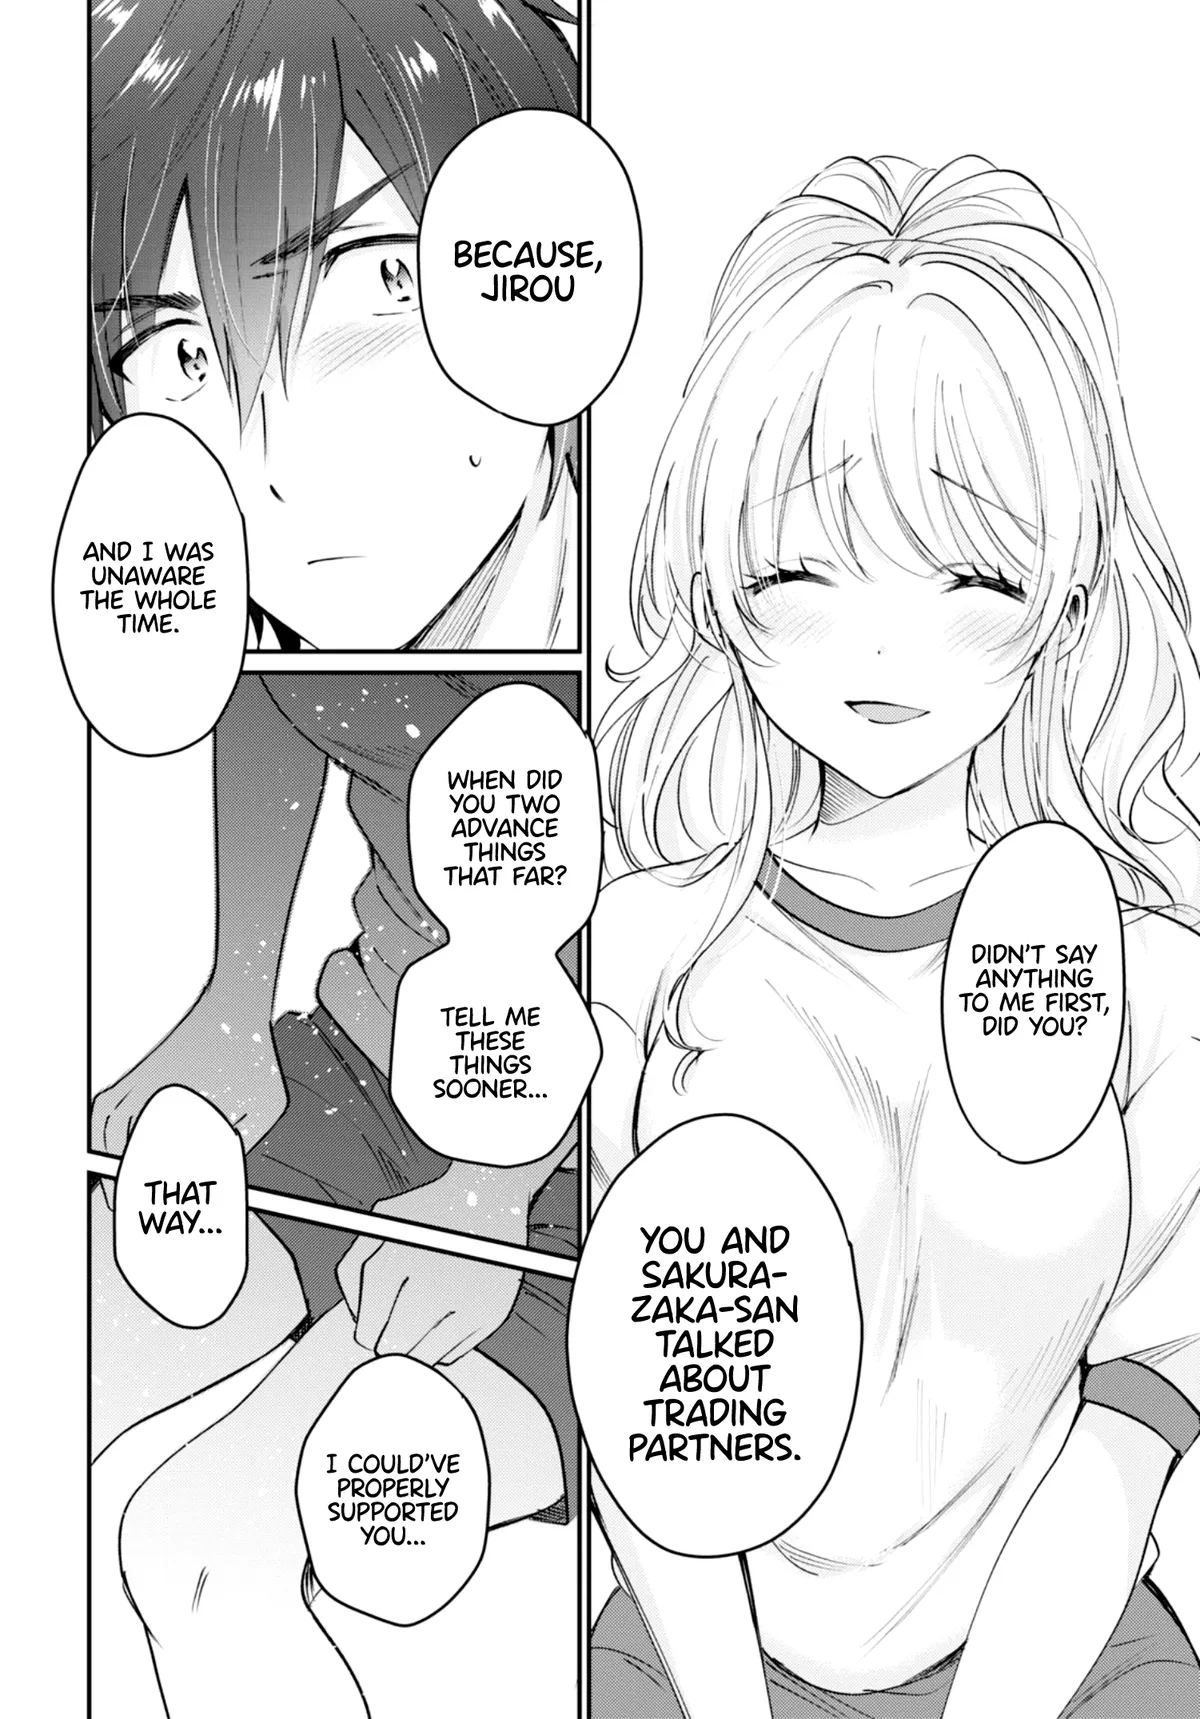 BECAUSE,
JIROU
DIDN'T SAY
ANYTHING
TO ME FIRST,
DID YOU?
YOU AND
SAKURA-
ZAKA-SAN
TALKED
ABOUT
TRADING
PARTNERS.
AND I WAS
UNAWARE
THE WHOLE
TIME.
WHEN DID
YOU TWO
ADVANCE
THINGS
THAT FAR?
TELL ME
THESE
THINGS
SOONER...
THAT
WAY...
I COULD'VE
PROPERLY
SUPPORTED
YOU...